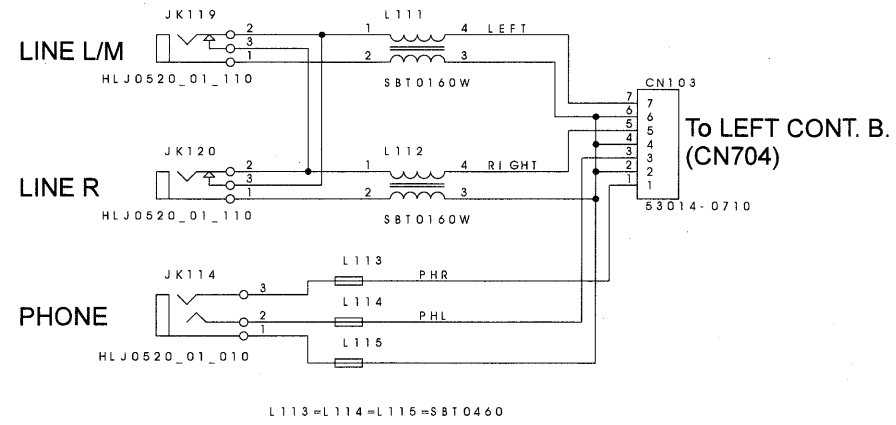 JK119
L111
2
1
4
LEFT
LINE L/M
3
1
2
3
HLJ0520_01_110
SBT0160W
CN103
7
7
6
6
5
5
4
4
3
3
2
2
1
1
53014-0710
To LEFT CONT. B.
(CN704)
JK120
L112
2
1
4
RIGHT
LINE R
3
1
2
3
HLJ0520_01_110
SBT0160W
JK114
L113
3
PHR
PHONE
L114
2
PHL
1
L115
HLJ0520_01_010
L113=L114=L115=SBT0460